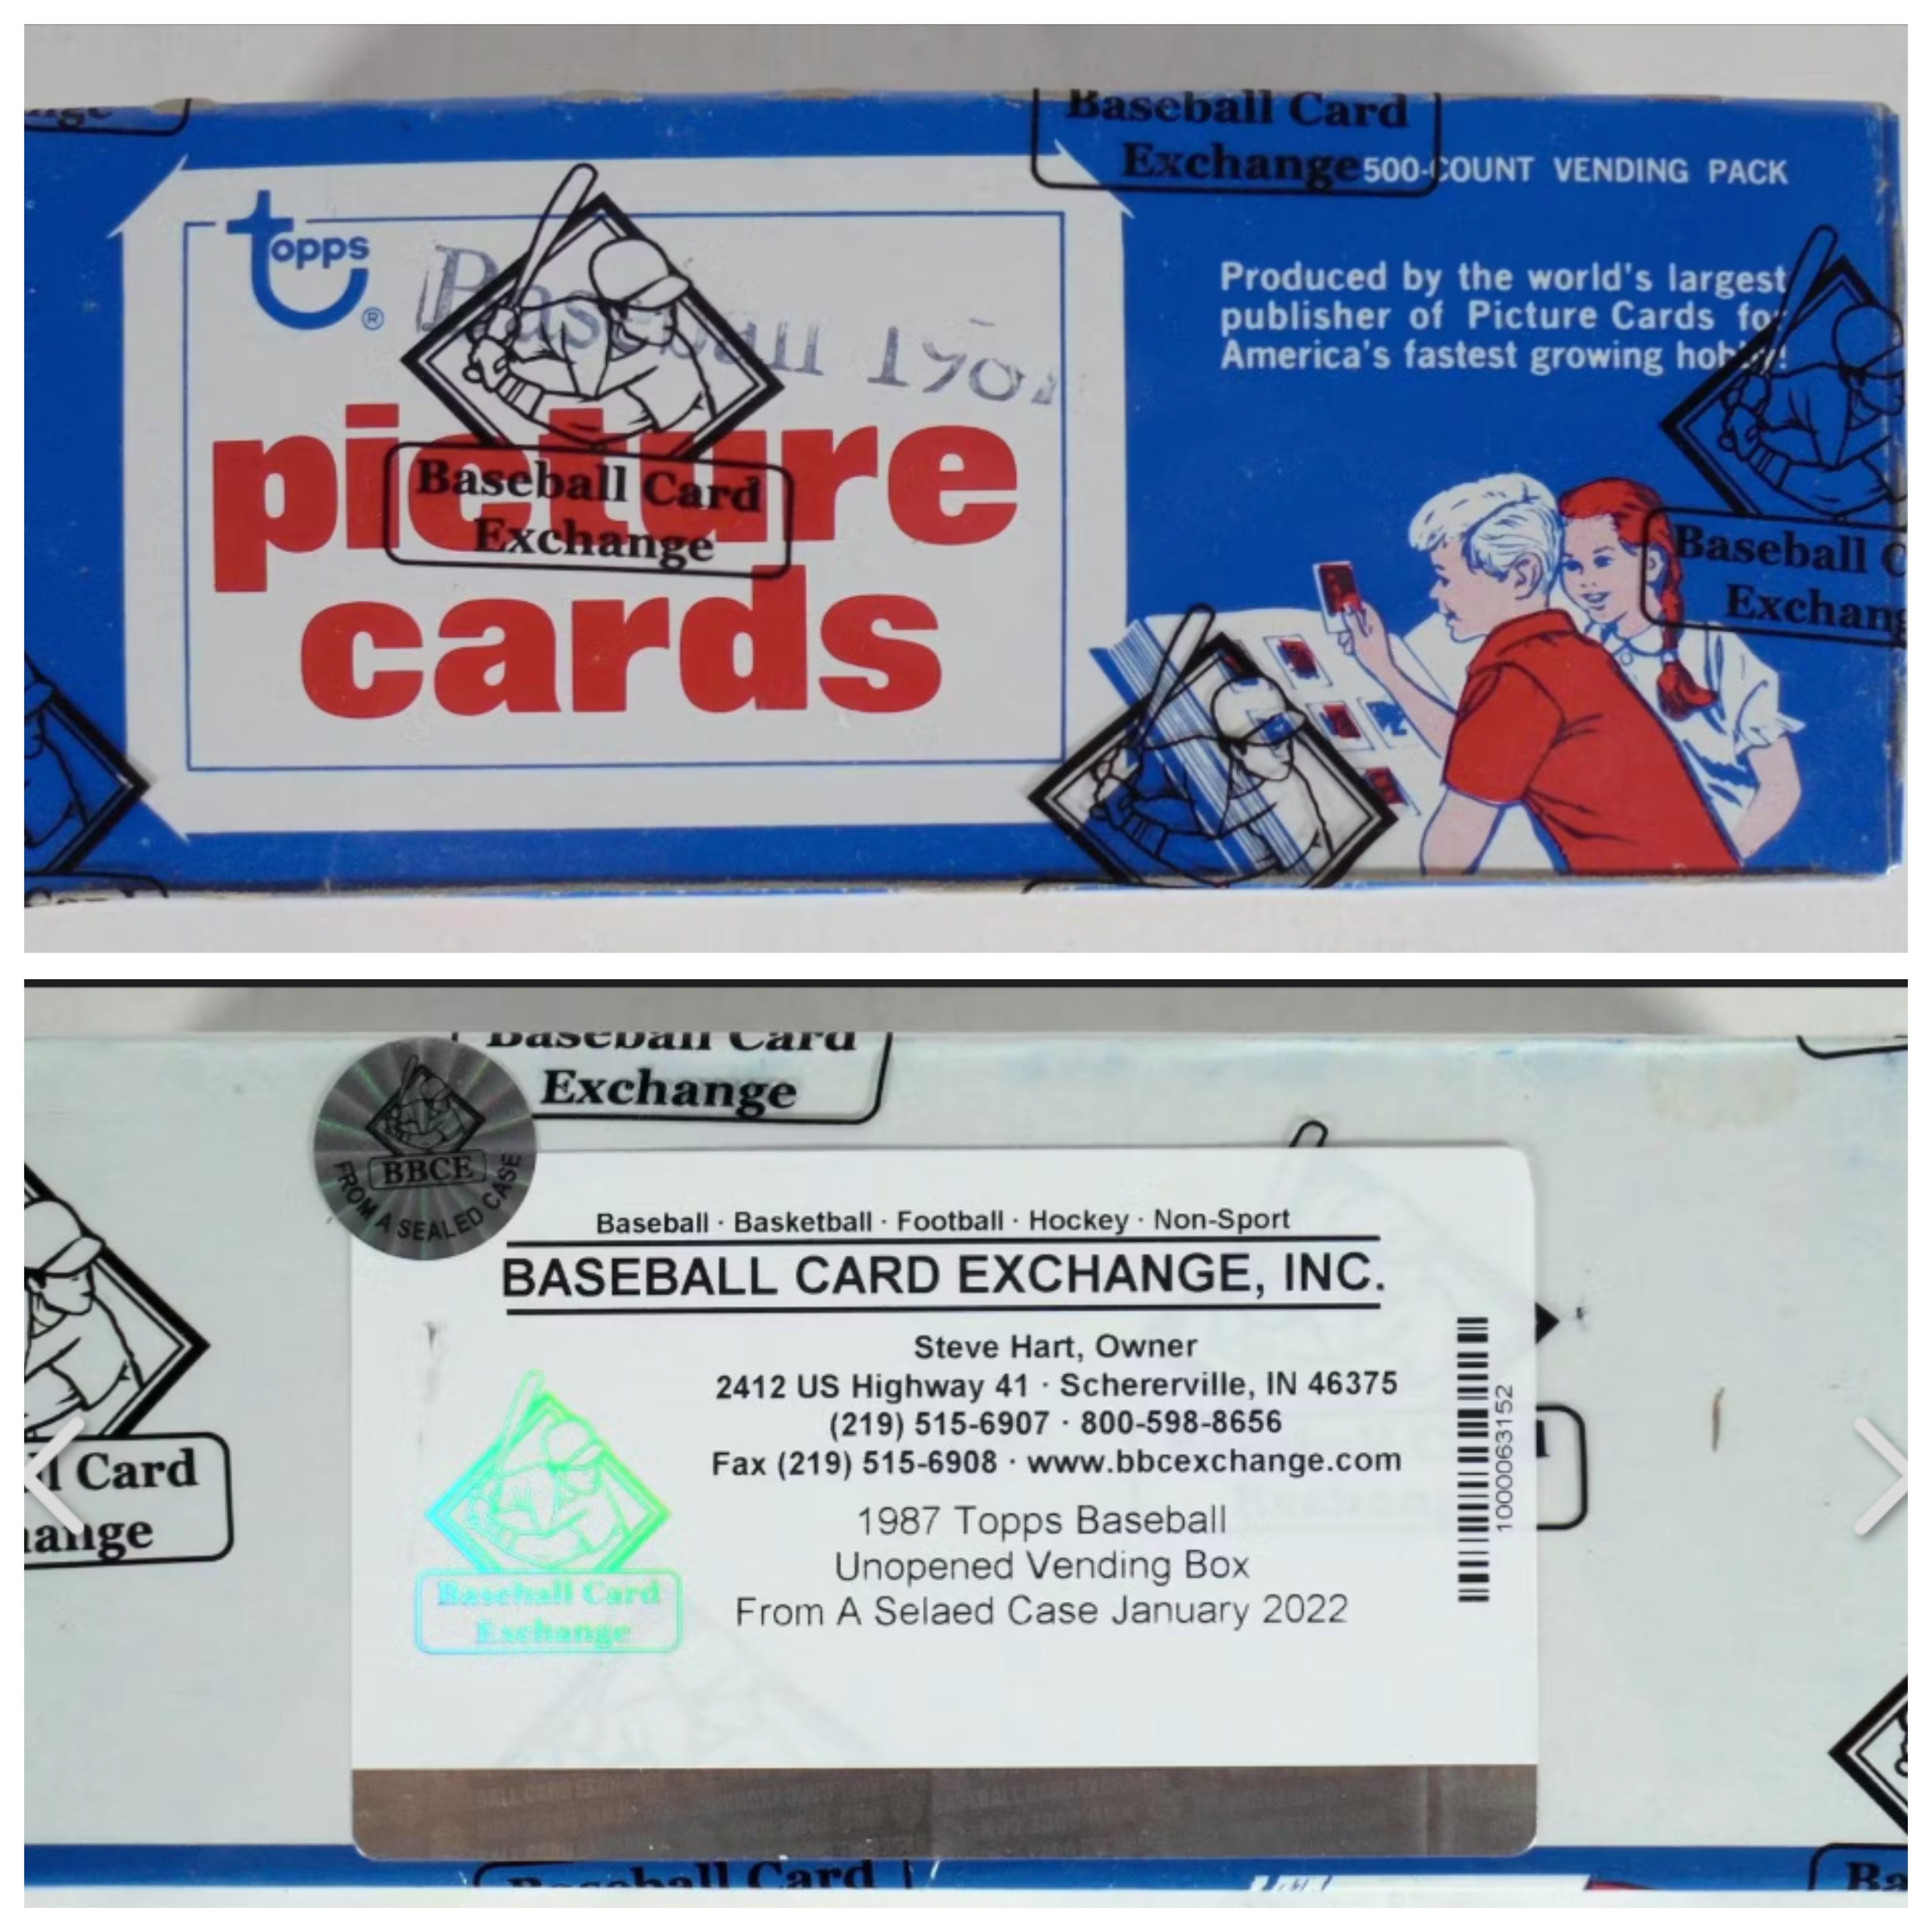 Baseball Card
Exchange
500-COUNT VENDING PACK
topps
®
Baseball
Produced by the world's largest
publisher of Picture Cards for
America's fastest growing hobby!
picture
cards
Baseball Card
Exchange
Baseball C
Exchang
Baseball Card
Exchange
BBCE
FROM A SEALED CASE
Baseball · Basketball · Football · Hockey · Non-Sport
BASEBALL CARD EXCHANGE, INC.
Steve Hart, Owner
2412 US Highway 41 · Schererville, IN 46375
(219) 515-6907 · 800-598-8656
Fax (219) 515-6908 · www.bbcexchange.com
1987 Topps Baseball
Unopened Vending Box
From A Selaed Case January 2022
1000063152
Baseball Card
Exchange
Card
ange
Baseball Card
Ba